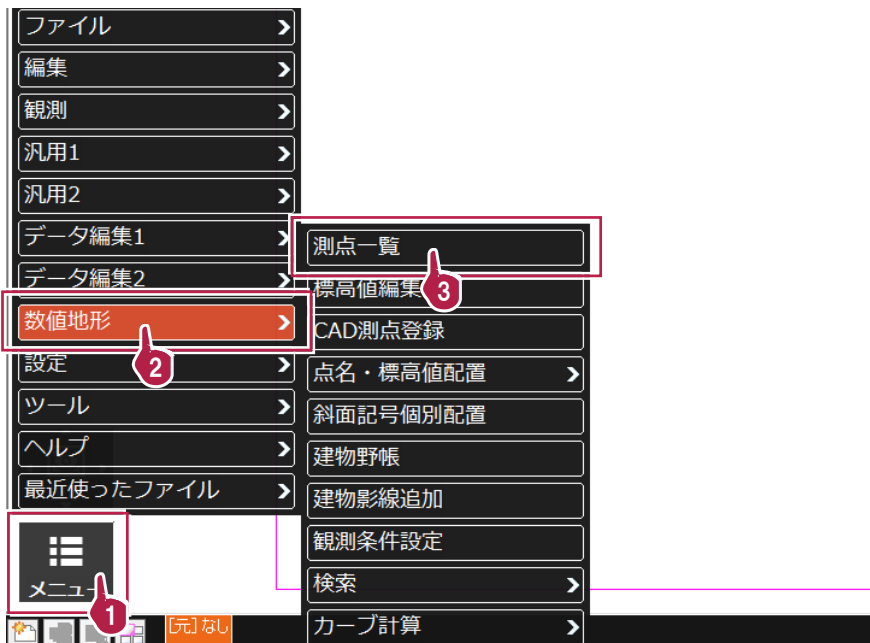 ファイル
編集
観測
汎用1
汎用2
データ編集1
データ編集2
数値地形
設定
ツール
ヘルプ
最近使ったファイル
測点一覧
標高値編集
CAD測点登録
点名・標高値配置
斜面記号個別配置
建物野帳
建物影線追加
観測条件設定
検索
カーブ計算
2
3
メニュー
1
[元]なし